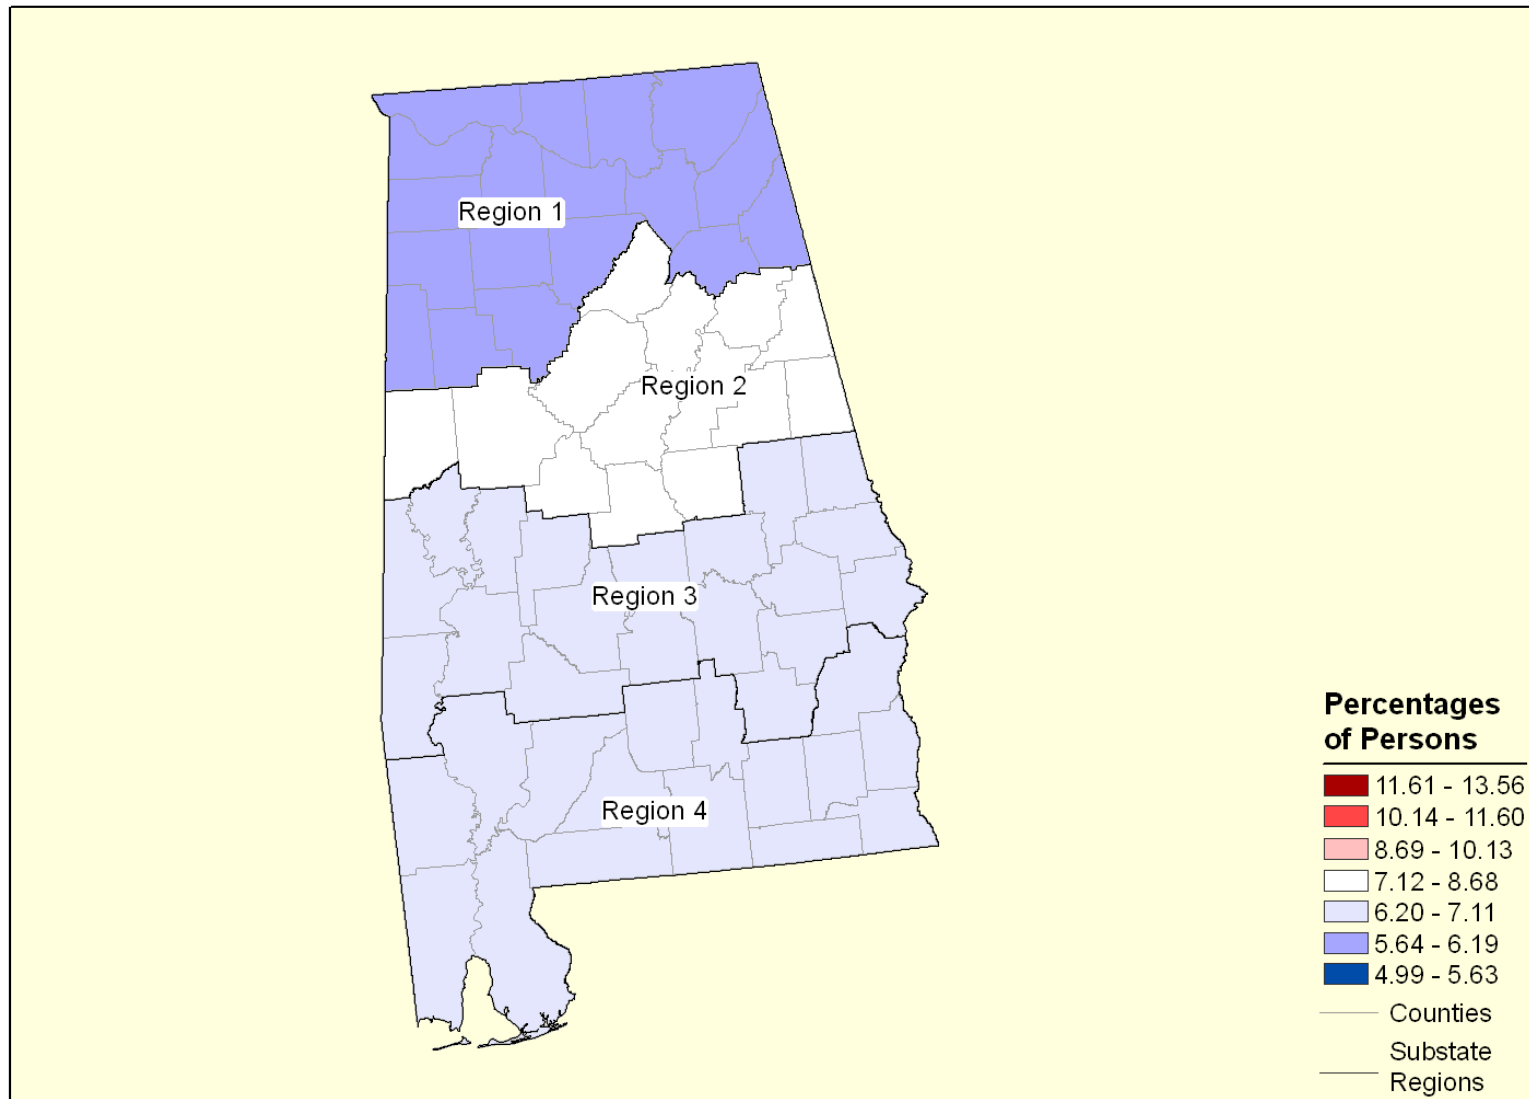 Region 1
Region 2
Region 3
Region 4
Percentages
of Persons
11.61 - 13.56
10.14 - 11.60
8.69 - 10.13
7.12 - 8.68
6.20 - 7.11
5.64 - 6.19
4.99 - 5.63
Counties
Substate
Regions